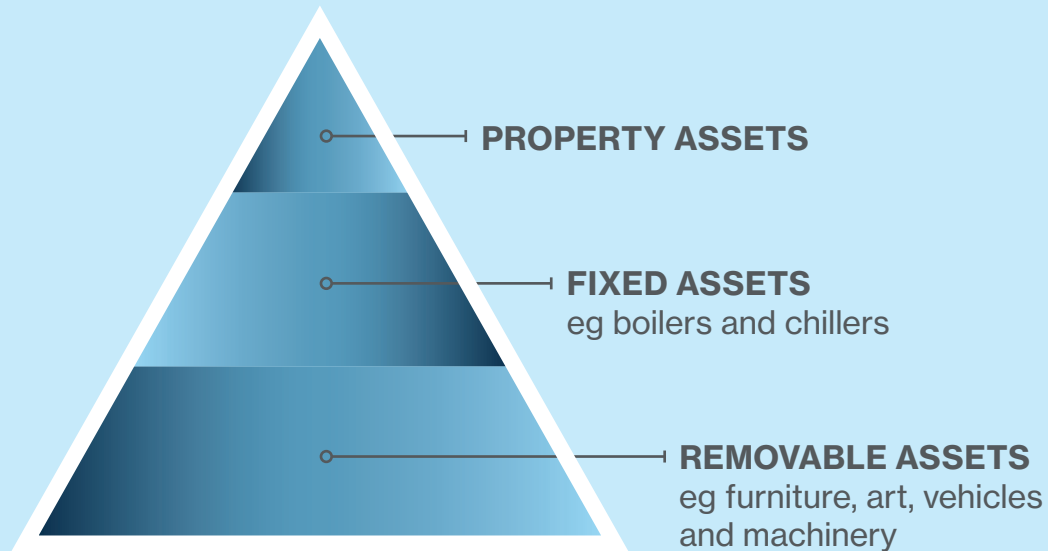 PROPERTY ASSETS
FIXED ASSETS
eg boilers and chillers
REMOVABLE ASSETS
eg furniture, art, vehicles
and machinery